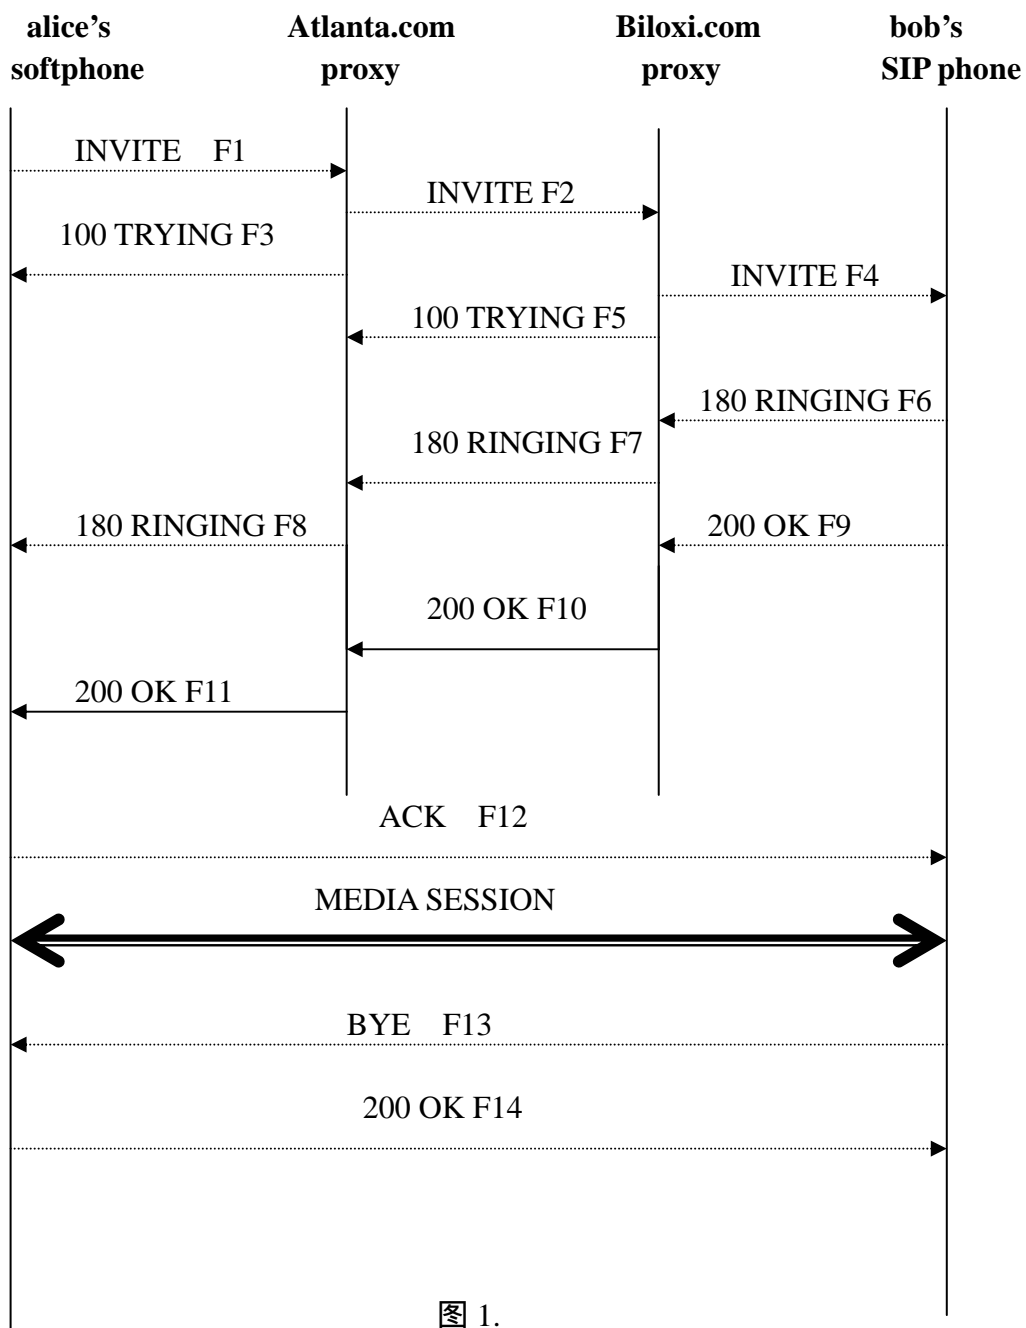 alice’s Atlanta.com Biloxi.com bob’s
softphone proxy proxy SIP phone
INVITE F1
INVITE F2
100 TRYING F3
INVITE F4
100 TRYING F5
180 RINGING F6
180 RINGING F7
180 RINGING F8
200 OK F9
200 OK F10
200 OK F11
ACK F12
MEDIA SESSION
BYE F13
200 OK F14
图 1.